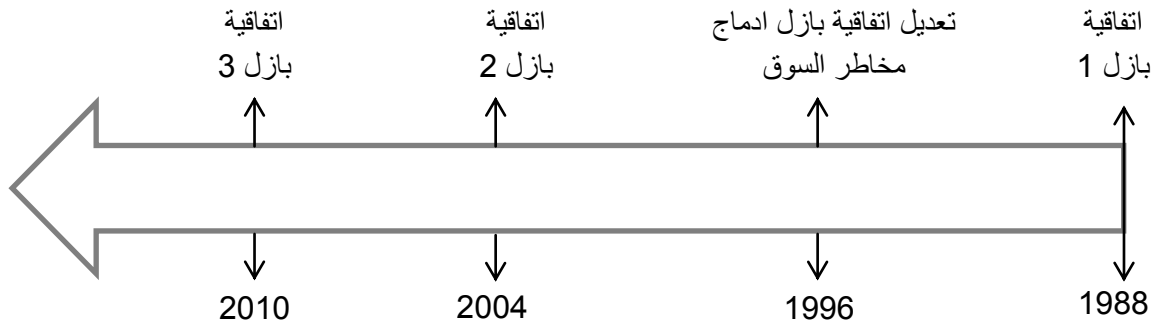 اتفاقية
بازل 1
تعديل اتفاقية بازل ادماج
مخاطر السوق
اتفاقية
بازل 2
اتفاقية
بازل 3
1988
1996
2004
2010